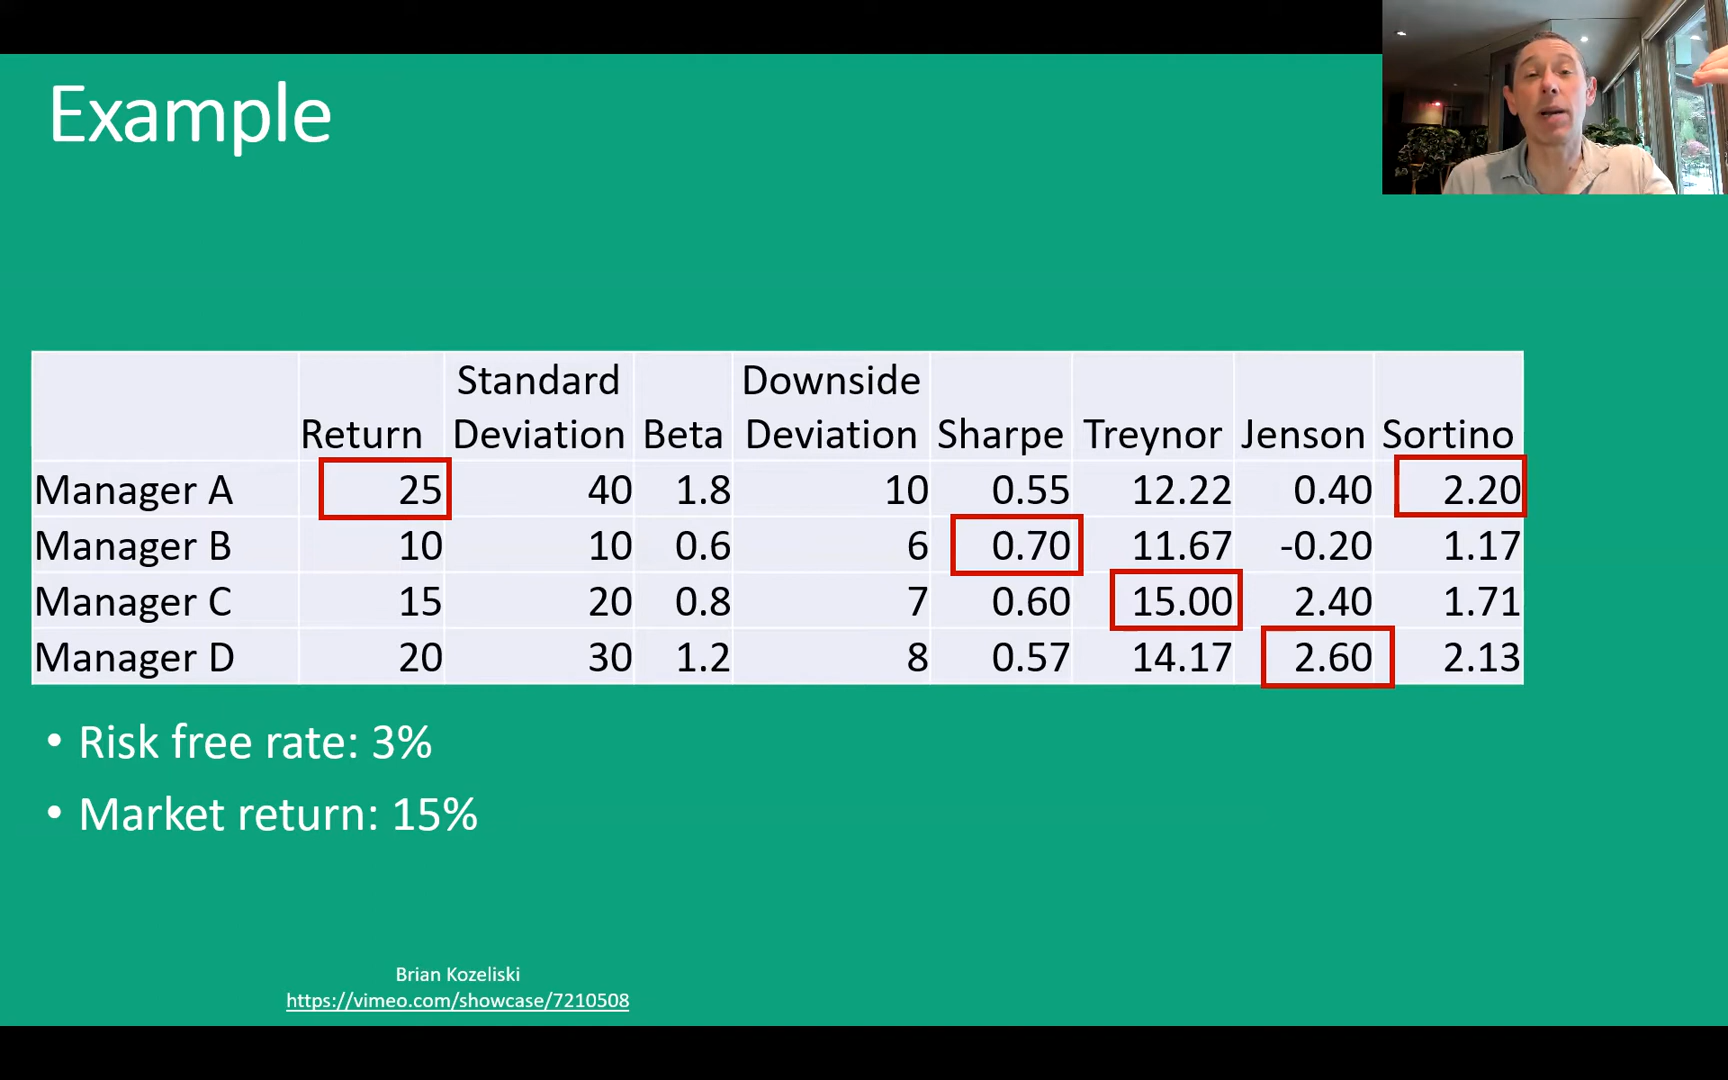 Example
Standard Downside
Return Deviation Beta Deviation Sharpe Treynor Jenson Sortino
Manager A 25 40 1.8 10 0.55 12.22 0.40 2.20
Manager B 10 10 0.6 6 0.70 11.67 -0.20 1.17
Manager C 15 20 0.8 7 0.60 15.00 2.40 1.71
Manager D 20 30 1.2 8 0.57 14.17 2.60 2.13
• Risk free rate: 3%
• Market return: 15%
Brian Kozeliski
https://vimeo.com/showcase/7210508